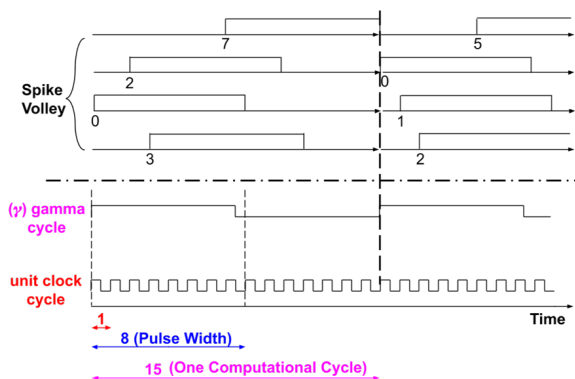 7
5
2
0
Spike
Volley
0
1
3
2
(γ) gamma
cycle
unit clock
cycle
1
Time
8 (Pulse Width)
15 (One Computational Cycle)